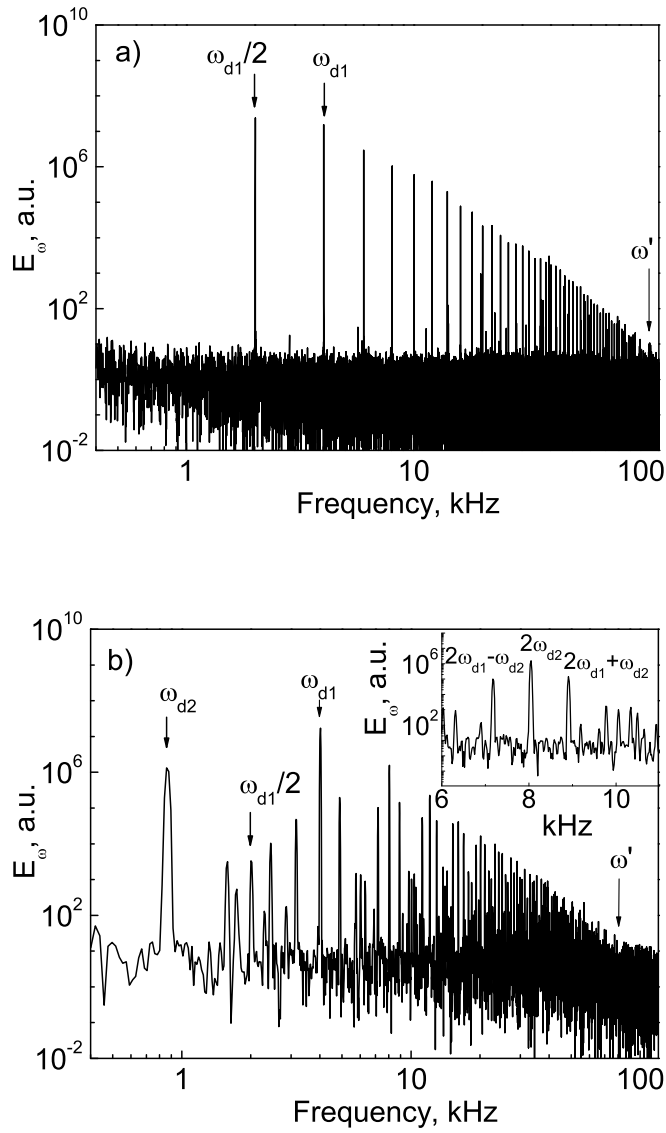 10^10
a)
ω_d1/2
ω_d1
10^6
E_ω, a.u.
ω'
10^2
10^-2
1
10
100
Frequency, kHz
10^10
b)
ω_d2
ω_d1
ω_d1/2
10^6
E_ω, a.u.
ω'
10^2
10^-2
1
10
100
Frequency, kHz
10^6
2ω_d1-ω_d2
2ω_d2
2ω_d1+ω_d2
E_ω, a.u.
10^2
6
8
10
kHz